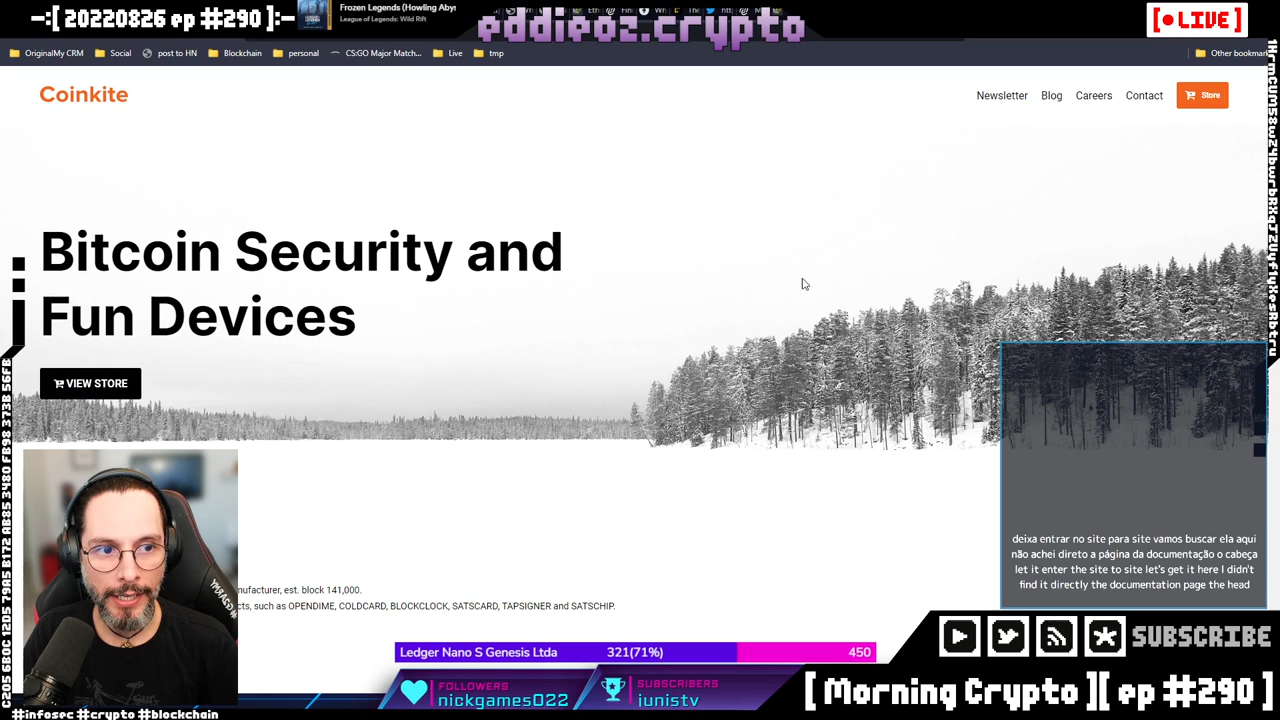 -:[ 20220826 ep #290 ]:-
Frozen Legends (Howling Abys
League of Legends: Wild Rift
eddieoz.crypto
[•LIVE]
OriginalMy CRM
Social
post to HN
Blockchain
personal
CS:GO Major Match...
Live
tmp
Other bookmar
Coinkite
Newsletter
Blog
Careers
Contact
Store
Bitcoin Security and
Fun Devices
VIEW STORE
nufacturer, est. block 141,000.
cts, such as OPENDIME, COLDCARD, BLOCKCLOCK, SATSCARD, TAPSIGNER and SATSCHIP.
deixa entrar no site para site vamos buscar ela aqui
não achei direto a página da documentação o cabeça
let it enter the site to site let's get it here I didn't
find it directly the documentation page the head
Ledger Nano S Genesis Ltda
321(71%)
450
FOLLOWERS
nickgames022
SUBSCRIBERS
iunistv
SUBSCRIBE
[ Morning Crypto ][ ep #290 ]
#infosec #crypto #blockchain